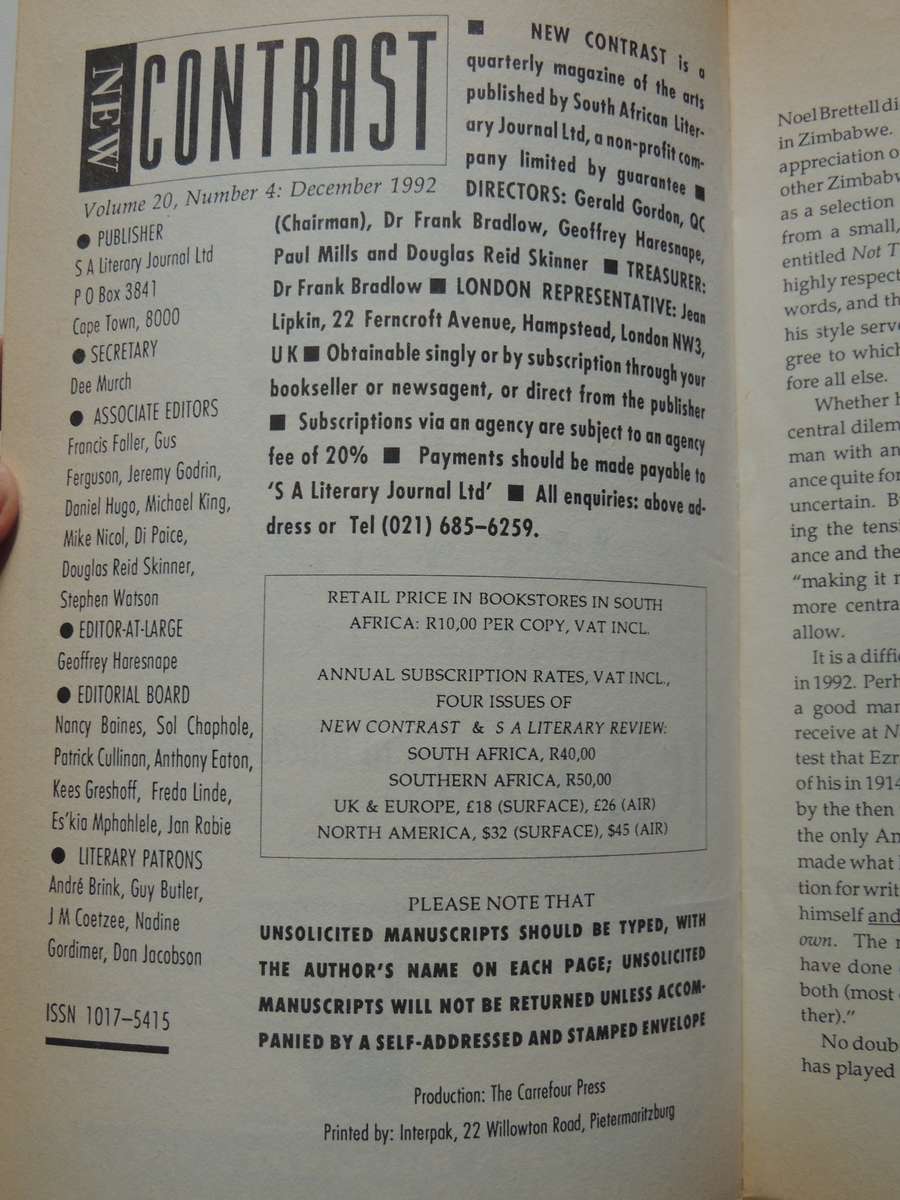 NEW CONTRAST
Volume 20, Number 4: December 1992
● PUBLISHER
S A Literary Journal Ltd
P O Box 3841
Cape Town, 8000
● SECRETARY
Dee Murch
● ASSOCIATE EDITORS
Francis Faller, Gus
Ferguson, Jeremy Godrin,
Daniel Hugo, Michael King,
Mike Nicol, Di Paice,
Douglas Reid Skinner,
Stephen Watson
● EDITOR-AT-LARGE
Geoffrey Haresnape
● EDITORIAL BOARD
Nancy Baines, Sol Chaphole,
Patrick Cullinan, Anthony Eaton,
Kees Greshoff, Freda Linde,
Es'kia Mphahlele, Jan Rabie
● LITERARY PATRONS
André Brink, Guy Butler,
J M Coetzee, Nadine
Gordimer, Dan Jacobson
ISSN 1017–5415
■ NEW CONTRAST is a
quarterly magazine of the arts
published by South African Liter-
ary Journal Ltd, a non-profit com-
pany limited by guarantee ■
DIRECTORS: Gerald Gordon, QC
(Chairman), Dr Frank Bradlow, Geoffrey Haresnape,
Paul Mills and Douglas Reid Skinner ■ TREASURER:
Dr Frank Bradlow ■ LONDON REPRESENTATIVE: Jean
Lipkin, 22 Ferncroft Avenue, Hampstead, London NW3,
U K ■ Obtainable singly or by subscription through your
bookseller or newsagent, or direct from the publisher
■ Subscriptions via an agency are subject to an agency
fee of 20% ■ Payments should be made payable to
'S A Literary Journal Ltd' ■ All enquiries: above ad-
dress or Tel (021) 685–6259.
RETAIL PRICE IN BOOKSTORES IN SOUTH
AFRICA: R10,00 PER COPY, VAT INCL.
ANNUAL SUBSCRIPTION RATES, VAT INCL.,
FOUR ISSUES OF
NEW CONTRAST & S A LITERARY REVIEW:
SOUTH AFRICA, R40,00
SOUTHERN AFRICA, R50,00
UK & EUROPE, £18 (SURFACE), £26 (AIR)
NORTH AMERICA, $32 (SURFACE), $45 (AIR)
PLEASE NOTE THAT
UNSOLICITED MANUSCRIPTS SHOULD BE TYPED, WITH
THE AUTHOR'S NAME ON EACH PAGE; UNSOLICITED
MANUSCRIPTS WILL NOT BE RETURNED UNLESS ACCOM-
PANIED BY A SELF-ADDRESSED AND STAMPED ENVELOPE
Production: The Carrefour Press
Printed by: Interpak, 22 Willowton Road, Pietermaritzburg
Noel Brettell
in Zimbabwe.
appreciation
other
as a selection
from a small,
entitled Not
highly
words, and
his style
gree to which
fore all else.
Whether
central
man with
ance quite
uncertain.
ing the
ance and the
"making it
more
allow.
It is a
in 1992.
a good
receive at
test that
of his in 1914
by the then
the only
made what
tion for
himself and
own. The
have done
both (most
ther)."
No
has played